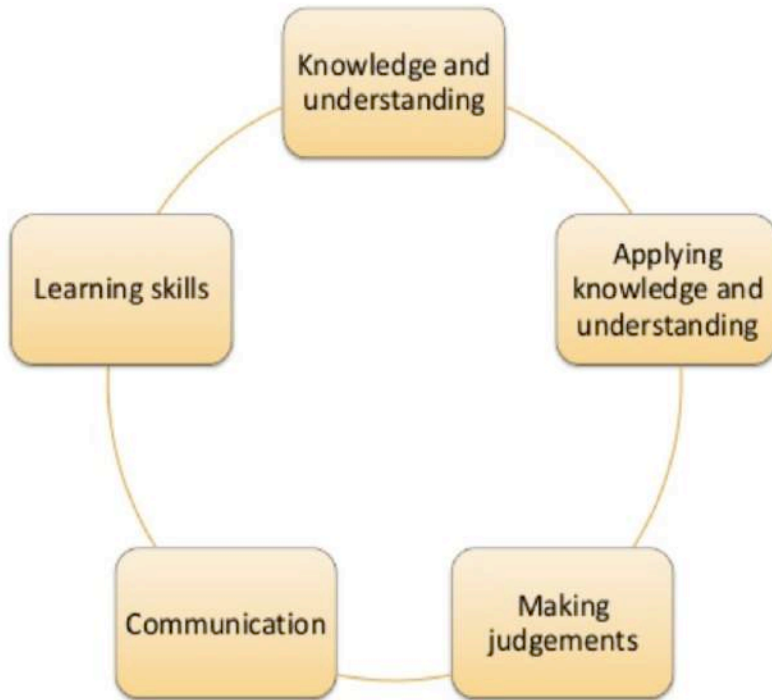 Knowledge and
understanding
Applying
knowledge and
understanding
Making
judgements
Communication
Learning skills